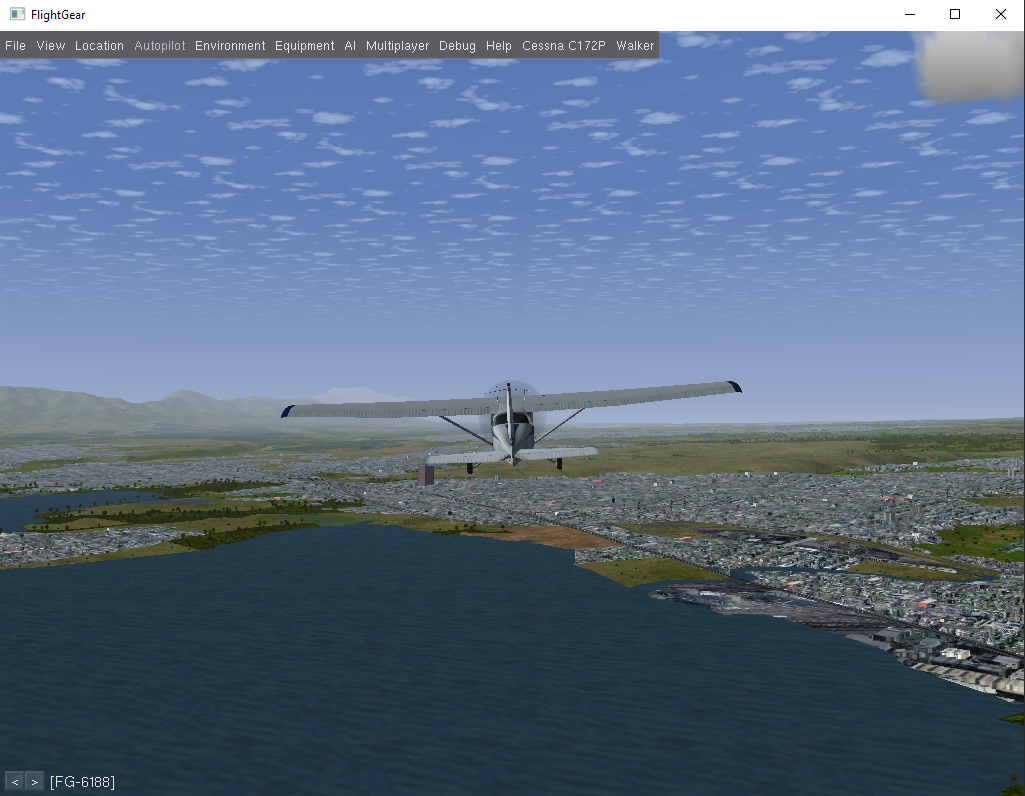 FlightGear
File View Location Autopilot Environment Equipment AI Multiplayer Debug Help Cessna C172P Walker
< > [FG-6188]